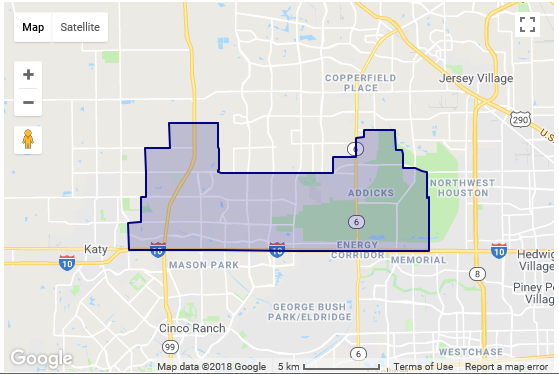 Map Satellite
COPPERFIELD
PLACE
Jersey Village
290
U.S
6
NORTHWEST
HOUSTON
ADDICKS
6
Katy
10
10
ENERGY
CORRIDOR
10
10
MASON PARK
MEMORIAL
Hedwig
Village
8
Piney Po
Village
GEORGE BUSH
PARK/ELDRIDGE
Cinco Ranch
99
6
WESTCHASE
Google
Map data ©2018 Google 5 km Terms of Use Report a map error